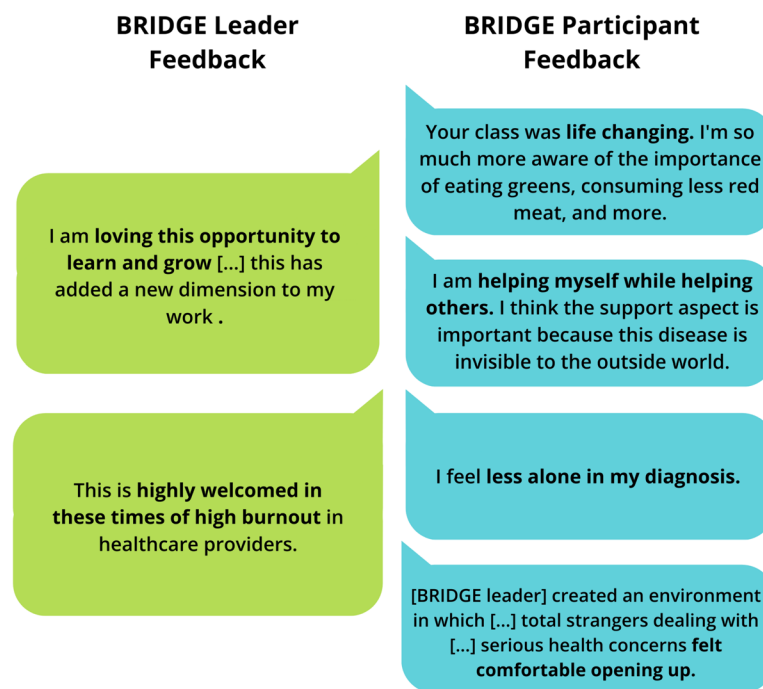 BRIDGE Leader
Feedback
I am loving this opportunity to
learn and grow [...] this has
added a new dimension to my
work .
This is highly welcomed in
these times of high burnout in
healthcare providers.
BRIDGE Participant
Feedback
Your class was life changing. I'm so
much more aware of the importance
of eating greens, consuming less red
meat, and more.
I am helping myself while helping
others. I think the support aspect is
important because this disease is
invisible to the outside world.
I feel less alone in my diagnosis.
[BRIDGE leader] created an environment
in which [...] total strangers dealing with
[...] serious health concerns felt
comfortable opening up.